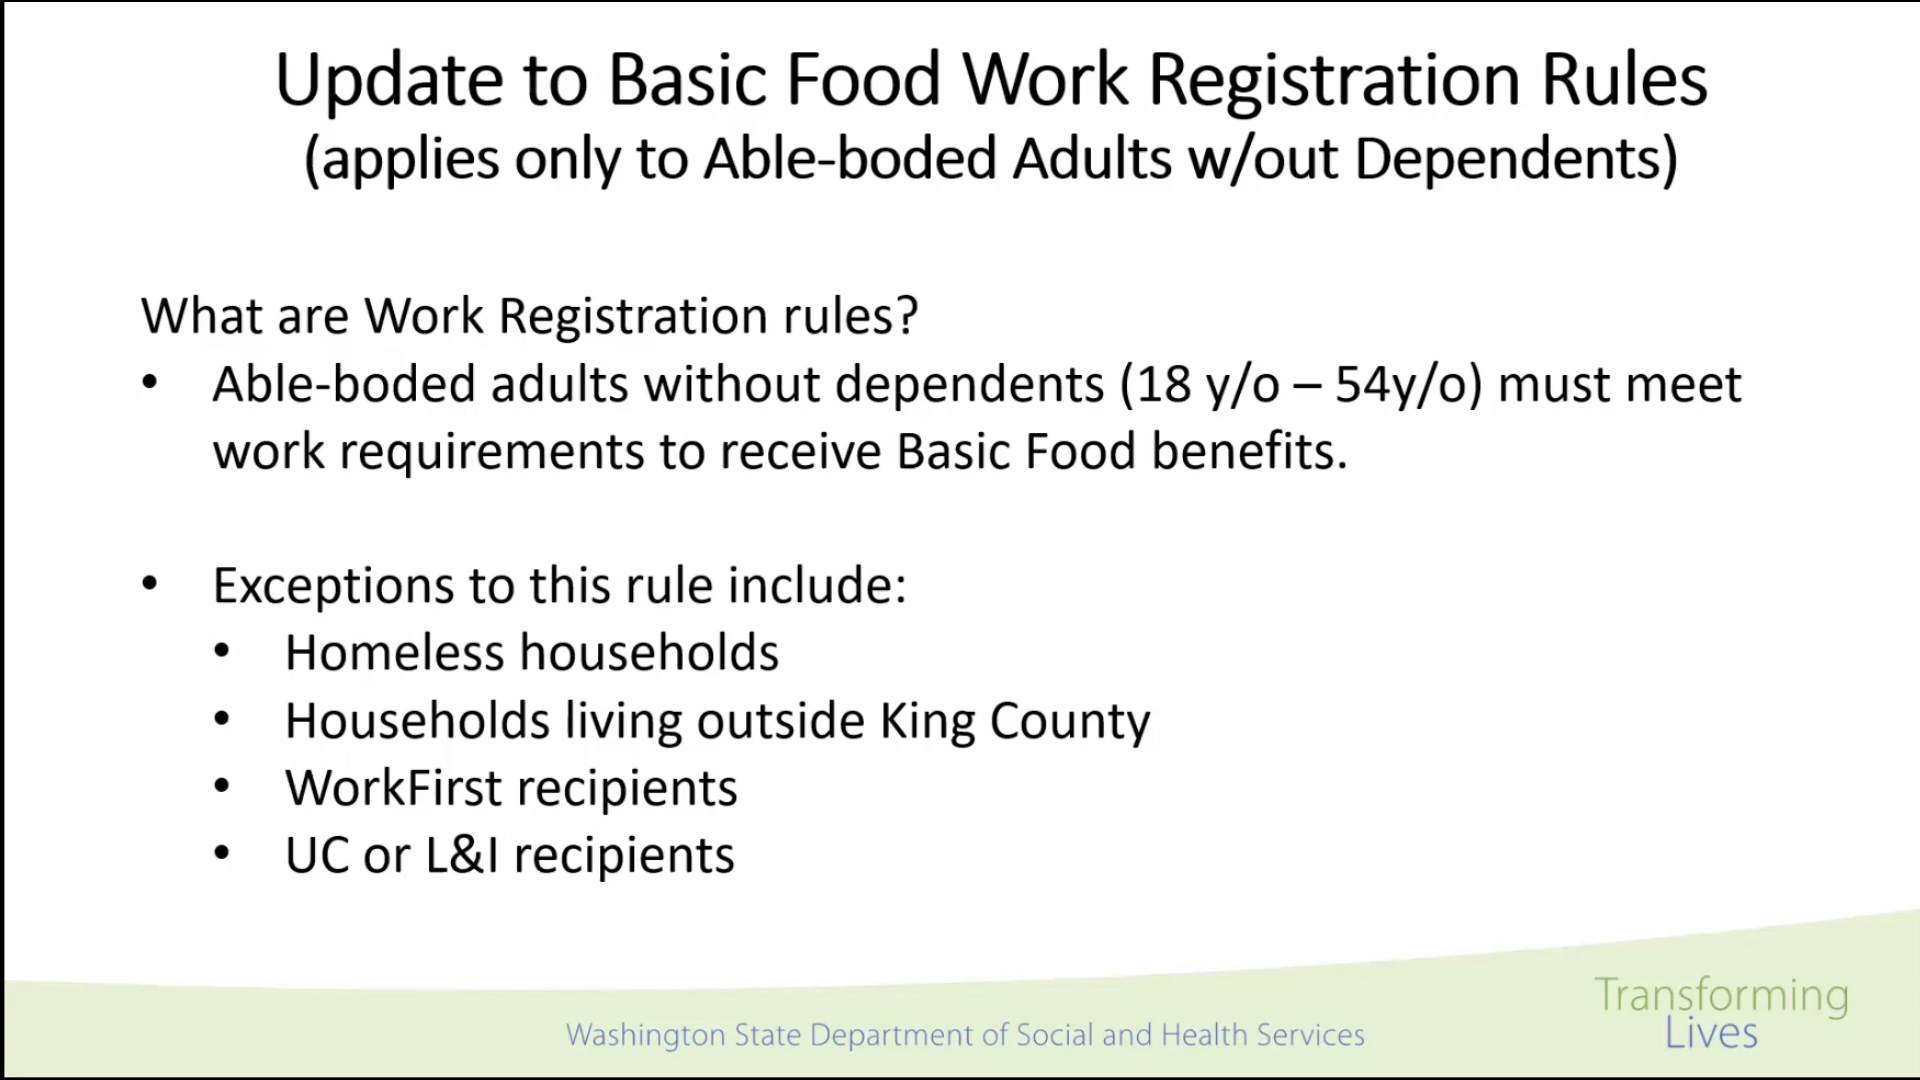 Update to Basic Food Work Registration Rules
(applies only to Able-boded Adults w/out Dependents)
What are Work Registration rules?
• Able-boded adults without dependents (18 y/o – 54y/o) must meet
work requirements to receive Basic Food benefits.
• Exceptions to this rule include:
• Homeless households
• Households living outside King County
• WorkFirst recipients
• UC or L&I recipients
Washington State Department of Social and Health Services
Transforming
Lives